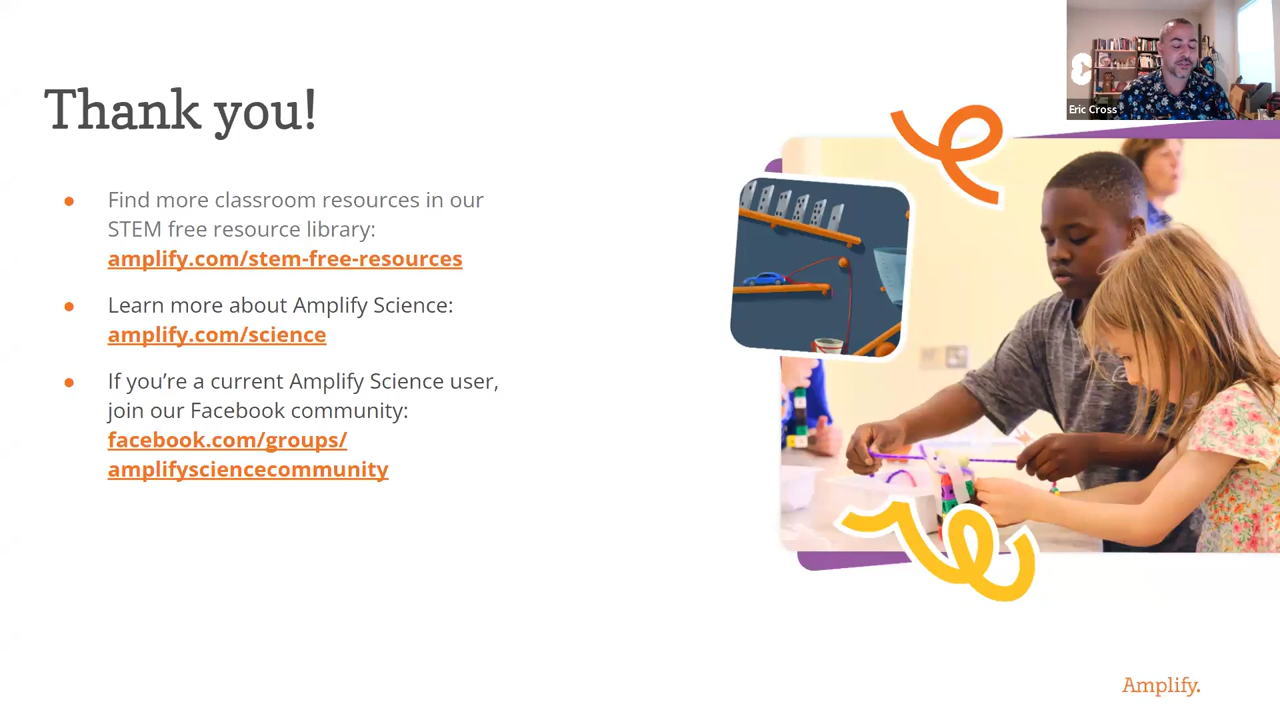 Thank you!
Find more classroom resources in our
STEM free resource library:
amplify.com/stem-free-resources
Learn more about Amplify Science:
amplify.com/science
If you’re a current Amplify Science user,
join our Facebook community:
facebook.com/groups/
amplifysciencecommunity
Eric Cross
Amplify.